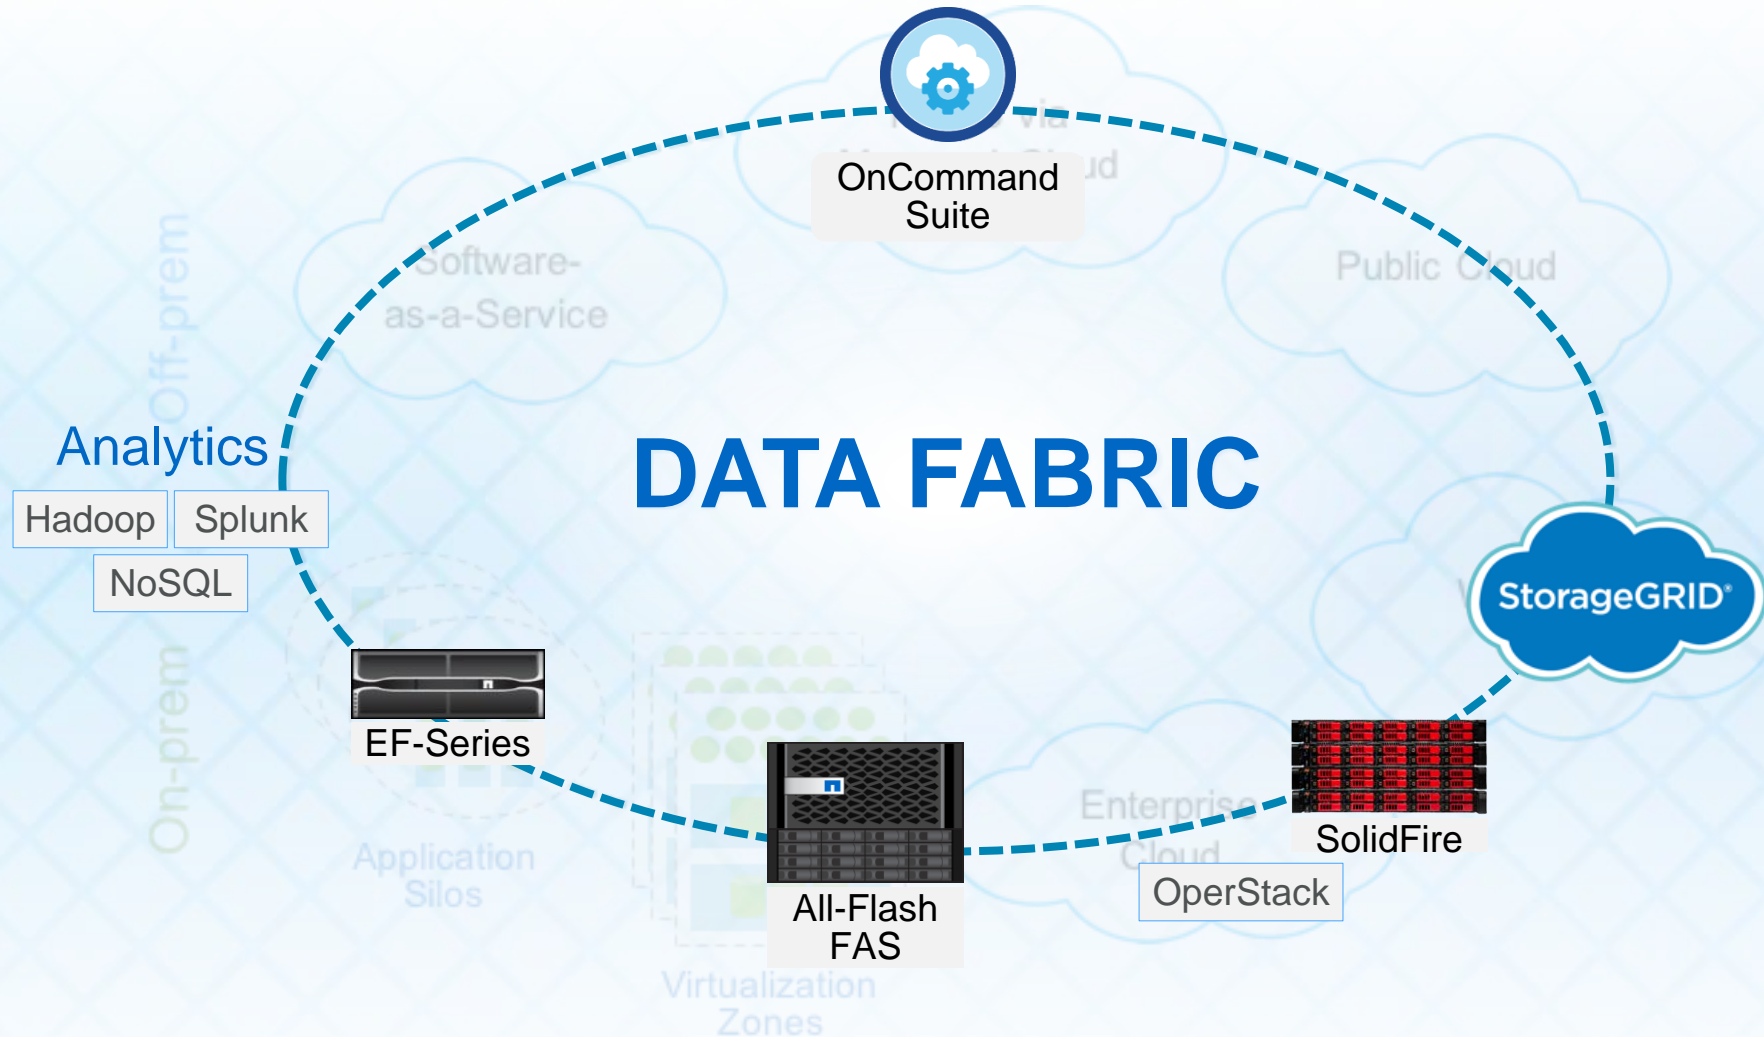 OnCommand
Suite
Cloud
Software-
as-a-Service
Public Cloud
Off-prem
Analytics
DATA FABRIC
Hadoop
Splunk
NoSQL
StorageGRID®
On-prem
EF-Series
Enterprise
Cloud
SolidFire
Application
Silos
OperStack
All-Flash
FAS
Virtualization
Zones